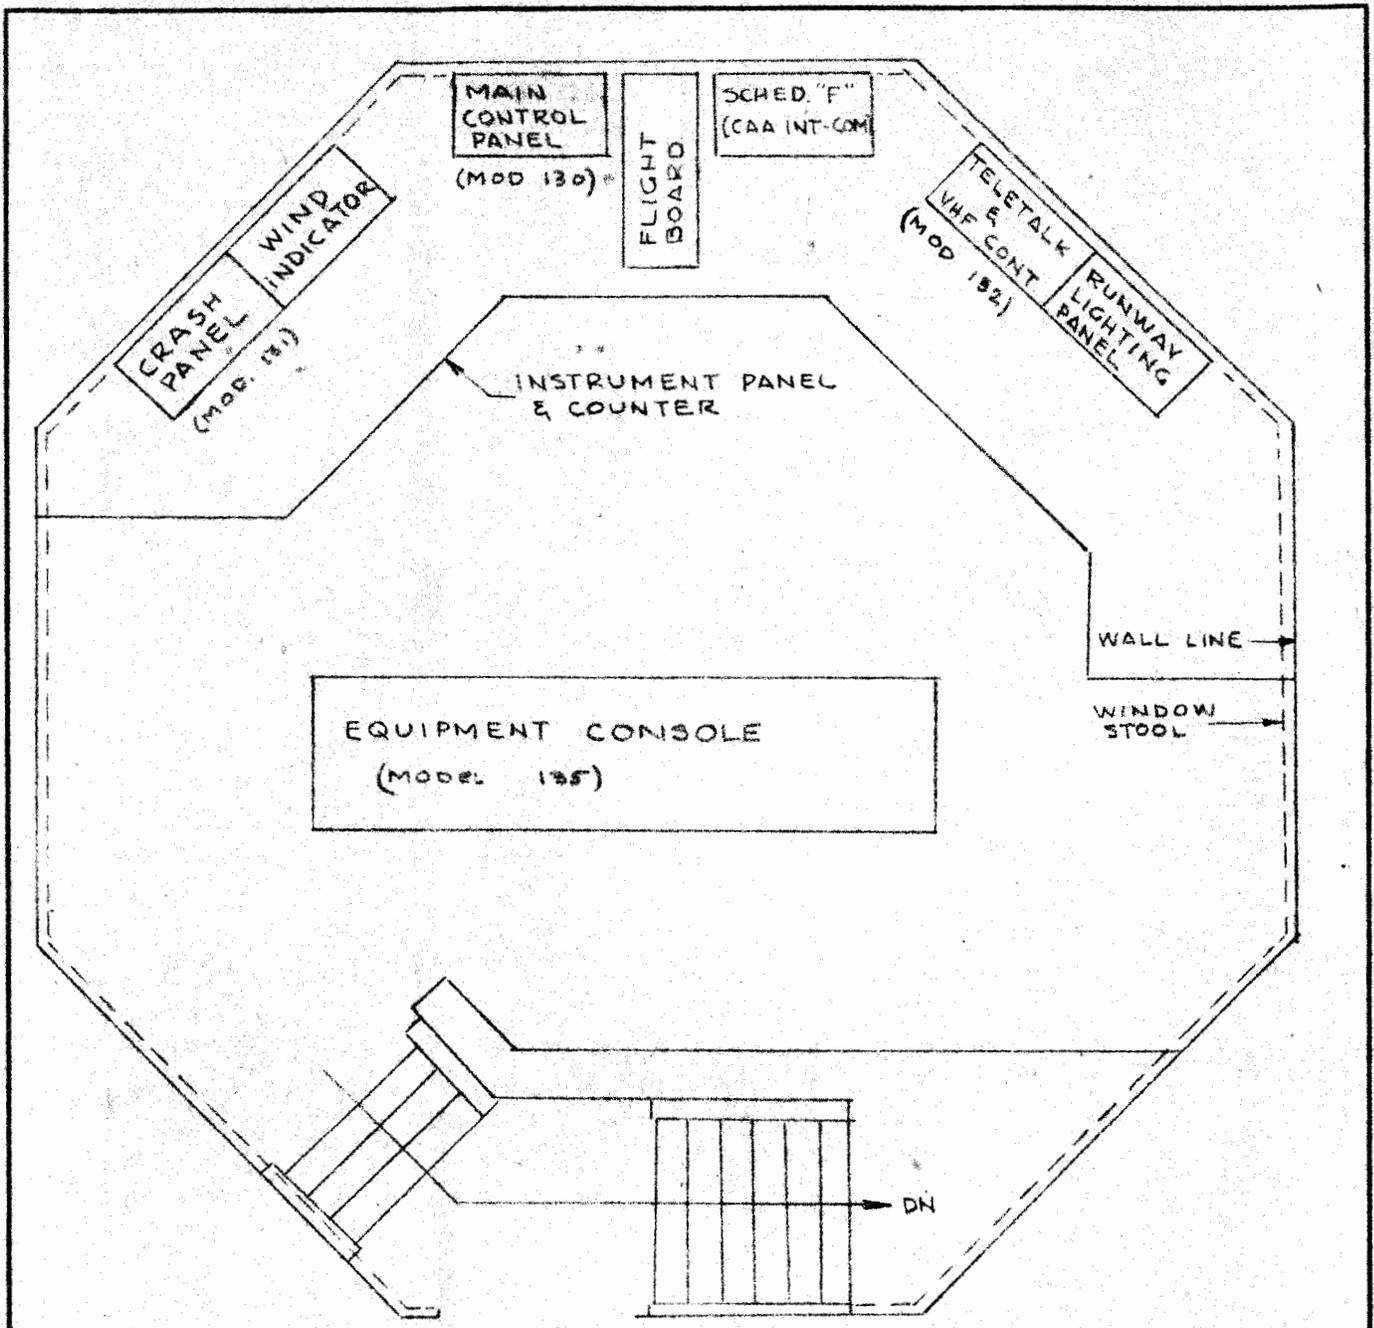 MAIN
CONTROL
PANEL
(MOD 130)
FLIGHT
BOARD
SCHED. "F"
(CAA INT-COM)
WIND
INDICATOR
CRASH
PANEL
(MOD. 131)
TELETALK
&
VHF CONT
(MOD 132)
RUNWAY
LIGHTING
PANEL
INSTRUMENT PANEL
& COUNTER
WALL LINE
WINDOW
STOOL
EQUIPMENT CONSOLE
(MODEL 135)
DN